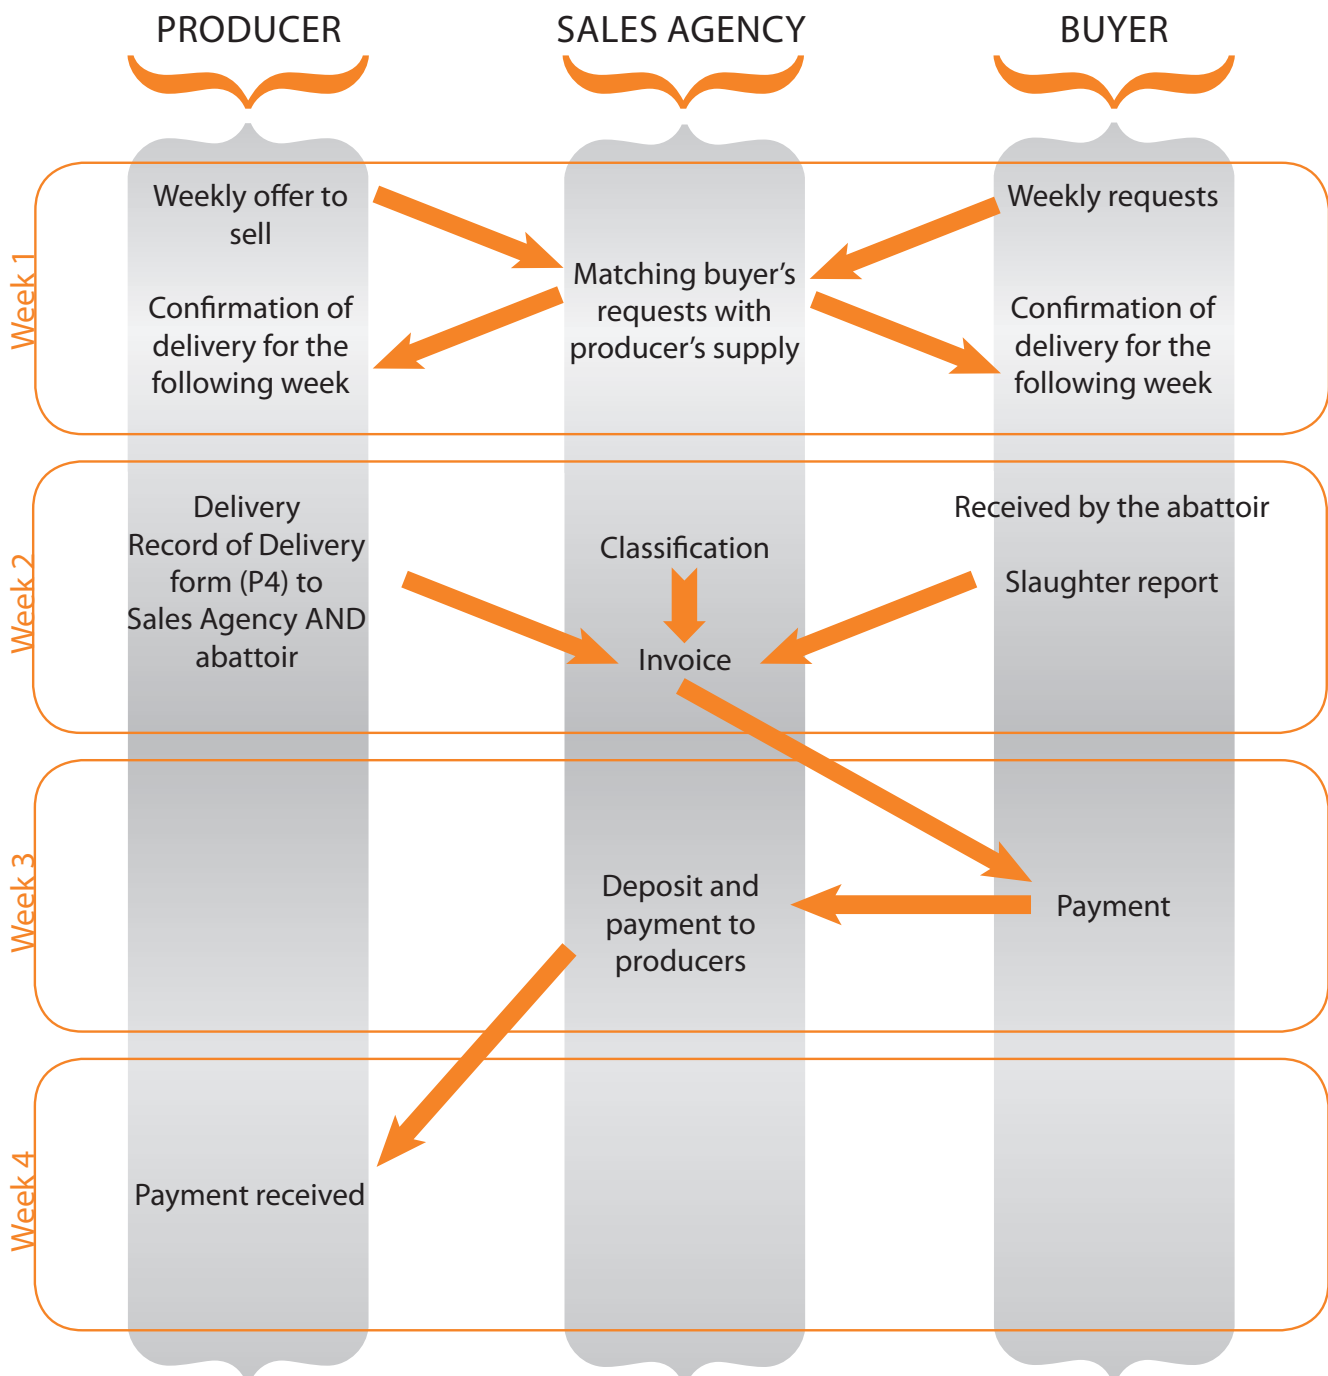 PRODUCER
SALES AGENCY
BUYER
Week 1
Weekly offer to
sell
Confirmation of
delivery for the
following week
Matching buyer's
requests with
producer's supply
Weekly requests
Confirmation of
delivery for the
following week
Week 2
Delivery
Record of Delivery
form (P4) to
Sales Agency AND
abattoir
Classification
Invoice
Received by the abattoir
Slaughter report
Week 3
Deposit and
payment to
producers
Payment
Week 4
Payment received